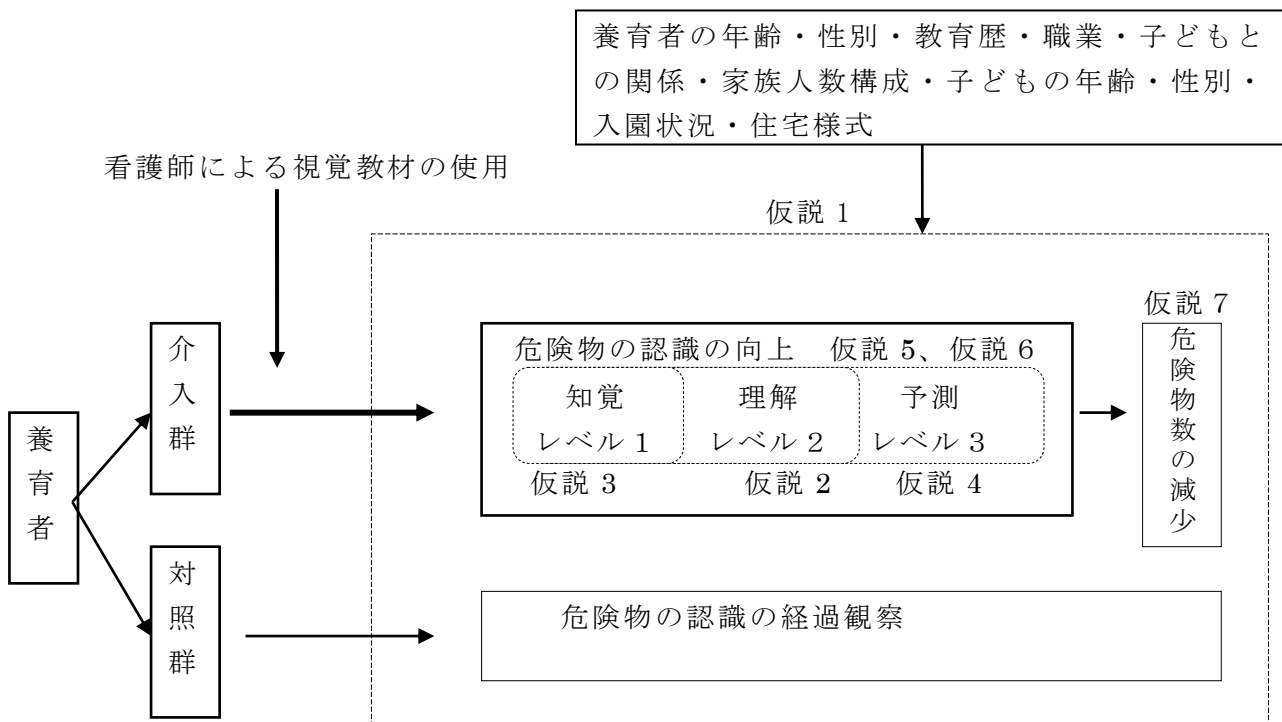 養育者の年齢・性別・教育歴・職業・子どもと
の関係・家族人数構成・子どもの年齢・性別・
入園状況・住宅様式
看護師による視覚教材の使用
仮説 1
仮説 7
養育者
介入群
危険物の認識の向上　仮説 5、仮説 6
知覚
レベル 1
理解
レベル 2
予測
レベル 3
仮説 3
仮説 2
仮説 4
危険物数の減少
対照群
危険物の認識の経過観察